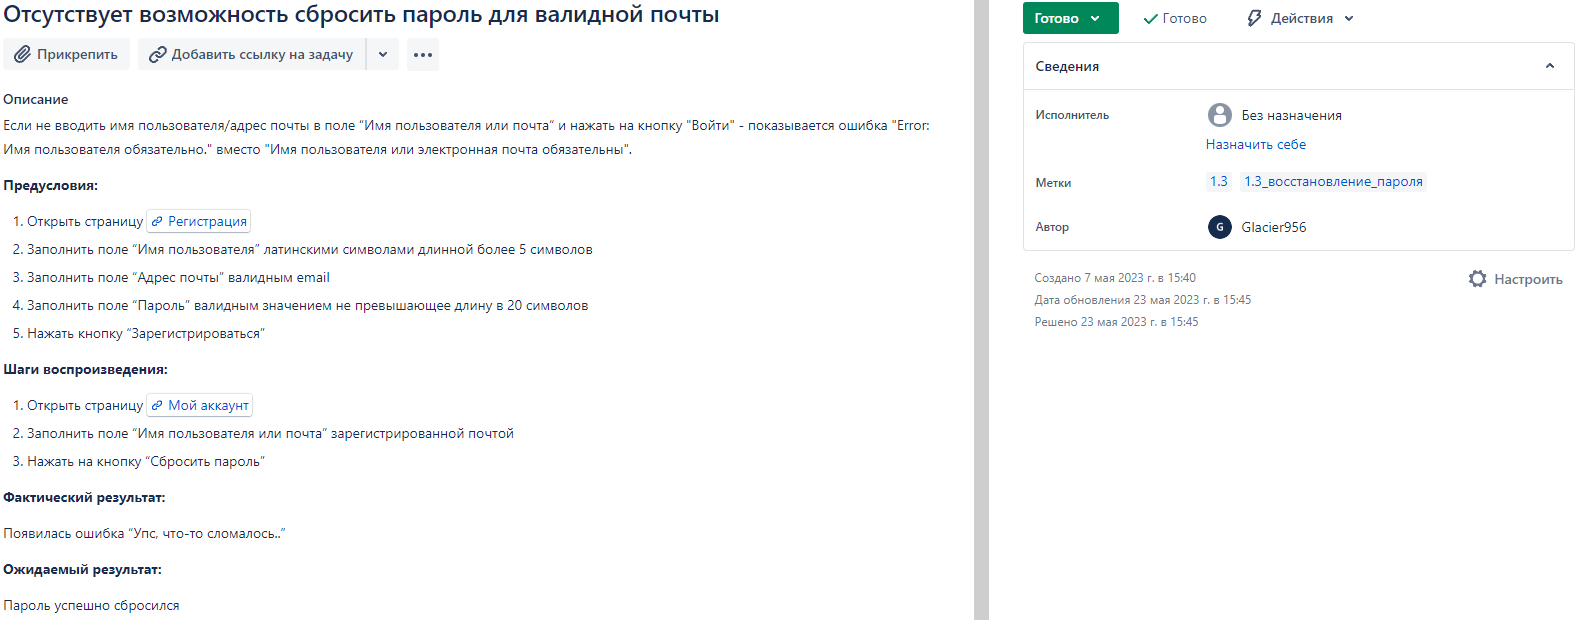 Отсутствует возможность сбросить пароль для валидной почты
Прикрепить
Добавить ссылку на задачу
Описание
Если не вводить имя пользователя/адрес почты в поле “Имя пользователя или почта“ и нажать на кнопку "Войти" - показывается ошибка "Error:
Имя пользователя обязательно." вместо "Имя пользователя или электронная почта обязательны".
Предусловия:
1. Открыть страницу Регистрация
2. Заполнить поле “Имя пользователя” латинскими символами длинной более 5 символов
3. Заполнить поле “Адрес почты” валидным email
4. Заполнить поле “Пароль” валидным значением не превышающее длину в 20 символов
5. Нажать кнопку “Зарегистрироваться”
Шаги воспроизведения:
1. Открыть страницу Мой аккаунт
2. Заполнить поле “Имя пользователя или почта” зарегистрированной почтой
3. Нажать на кнопку “Сбросить пароль”
Фактический результат:
Появилась ошибка “Упс, что-то сломалось..”
Ожидаемый результат:
Пароль успешно сбросился
Готово
Готово
Действия
Сведения
Исполнитель
Без назначения
Назначить себе
Метки
1.3 1.3_восстановление_пароля
Автор
G Glacier956
Создано 7 мая 2023 г. в 15:40
Дата обновления 23 мая 2023 г. в 15:45
Решено 23 мая 2023 г. в 15:45
Настроить